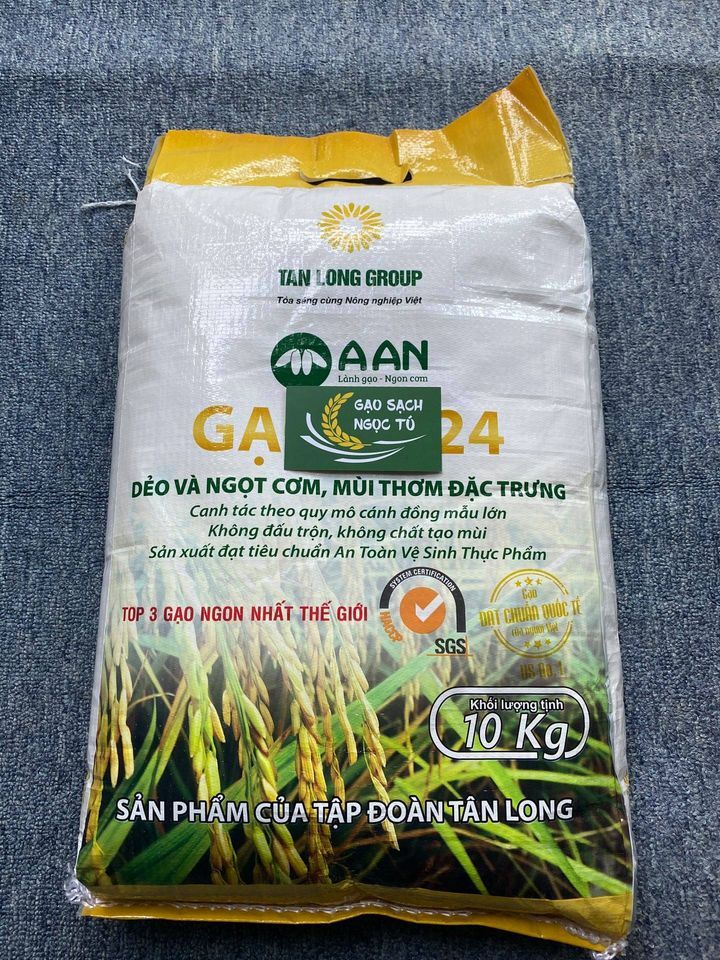 TAN LONG GROUP
Tỏa sáng cùng Nông nghiệp Việt
AAN
Lành gạo - Ngon cơm
GẠO SẠCH
NGỌC TÚ
GẠ 24
DẺO VÀ NGỌT CƠM, MÙI THƠM ĐẶC TRƯNG
Canh tác theo quy mô cánh đồng mẫu lớn
Không đấu trộn, không chất tạo mùi
Sản xuất đạt tiêu chuẩn An Toàn Vệ Sinh Thực Phẩm
TOP 3 GẠO NGON NHẤT THẾ GIỚI
SYSTEM CERTIFICATION
HACCP
SGS
GẠO
ĐẠT CHUẨN QUỐC TẾ
CỦA NGƯỜI VIỆT
Khối lượng tịnh
10 Kg
SẢN PHẨM CỦA TẬP ĐOÀN TÂN LONG